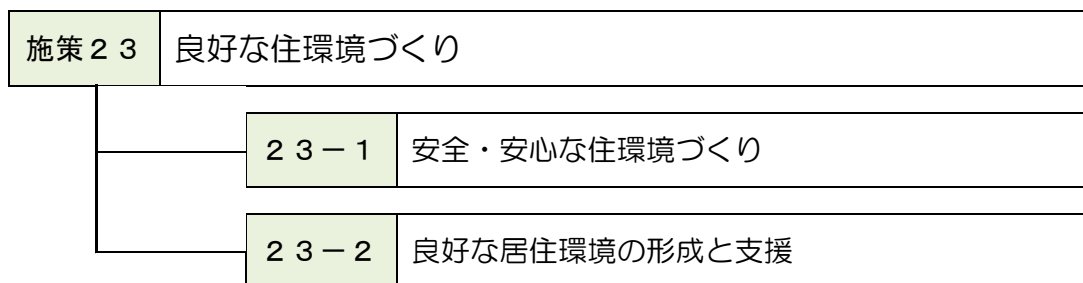 施策２３ 良好な住環境づくり
２３－１ 安全・安心な住環境づくり
２３－２ 良好な居住環境の形成と支援